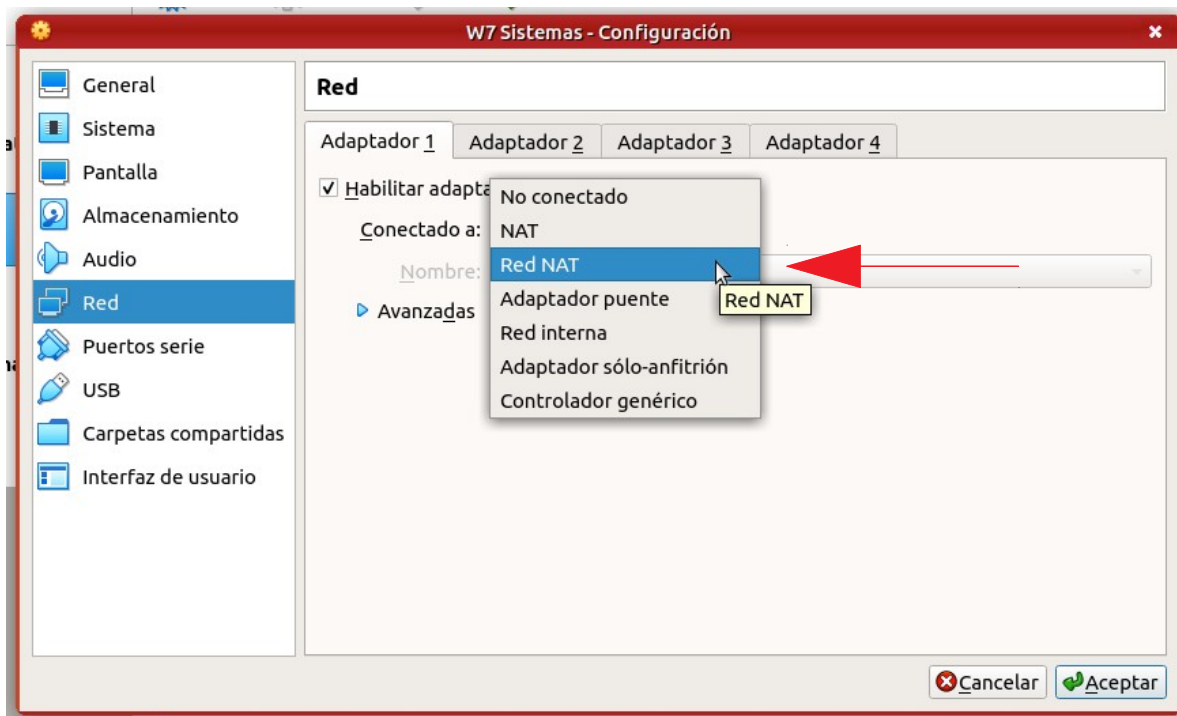 W7 Sistemas - Configuración
General
Sistema
Pantalla
Almacenamiento
Audio
Red
Puertos serie
USB
Carpetas compartidas
Interfaz de usuario
Red
Adaptador 1 Adaptador 2 Adaptador 3 Adaptador 4
Habilitar
Conectado a:
Nombre:
Avanzadas
No conectado
NAT
Red NAT
Adaptador puente
Red interna
Adaptador sólo-anfitrión
Controlador genérico
Red NAT
Cancelar Aceptar